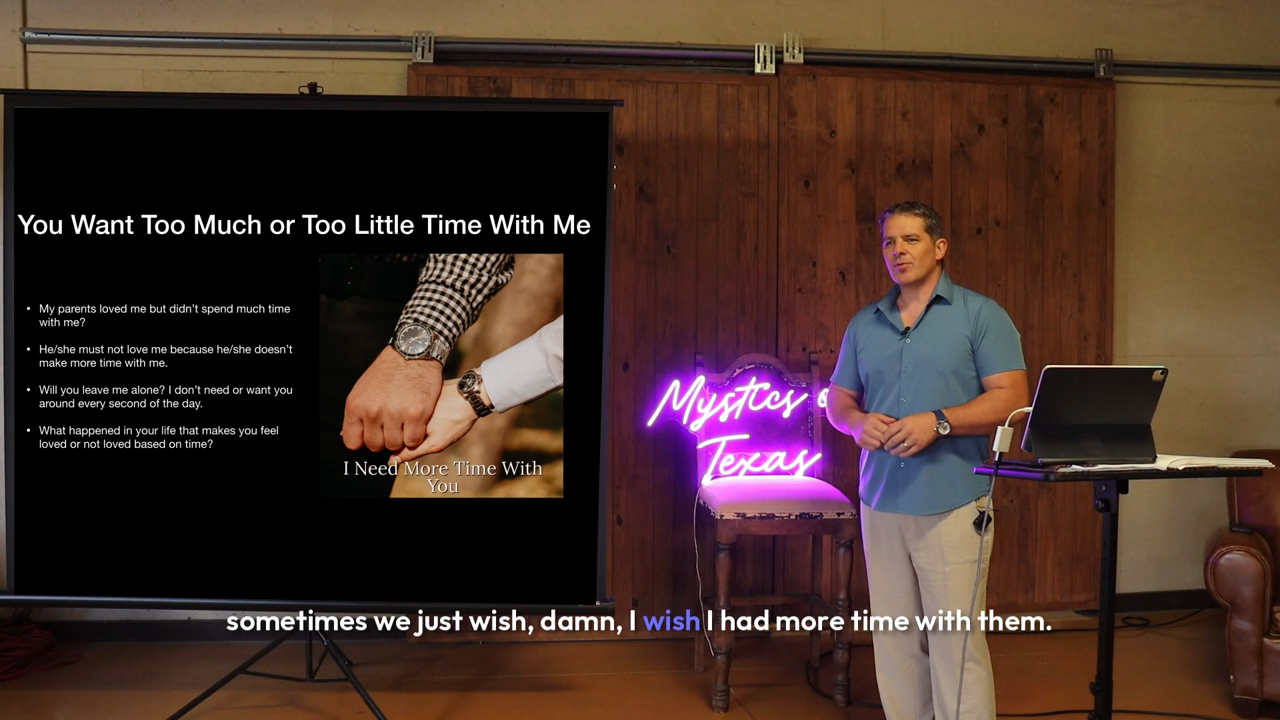 You Want Too Much or Too Little Time With Me
• My parents loved me but didn't spend much time
with me?
• He/she must not love me because he/she doesn't
make more time with me.
• Will you leave me alone? I don't need or want you
around every second of the day.
• What happened in your life that makes you feel
loved or not loved based on time?
I Need More Time With
You
Mystics
Texas
sometimes we just wish, damn, I wish I had more time with them.